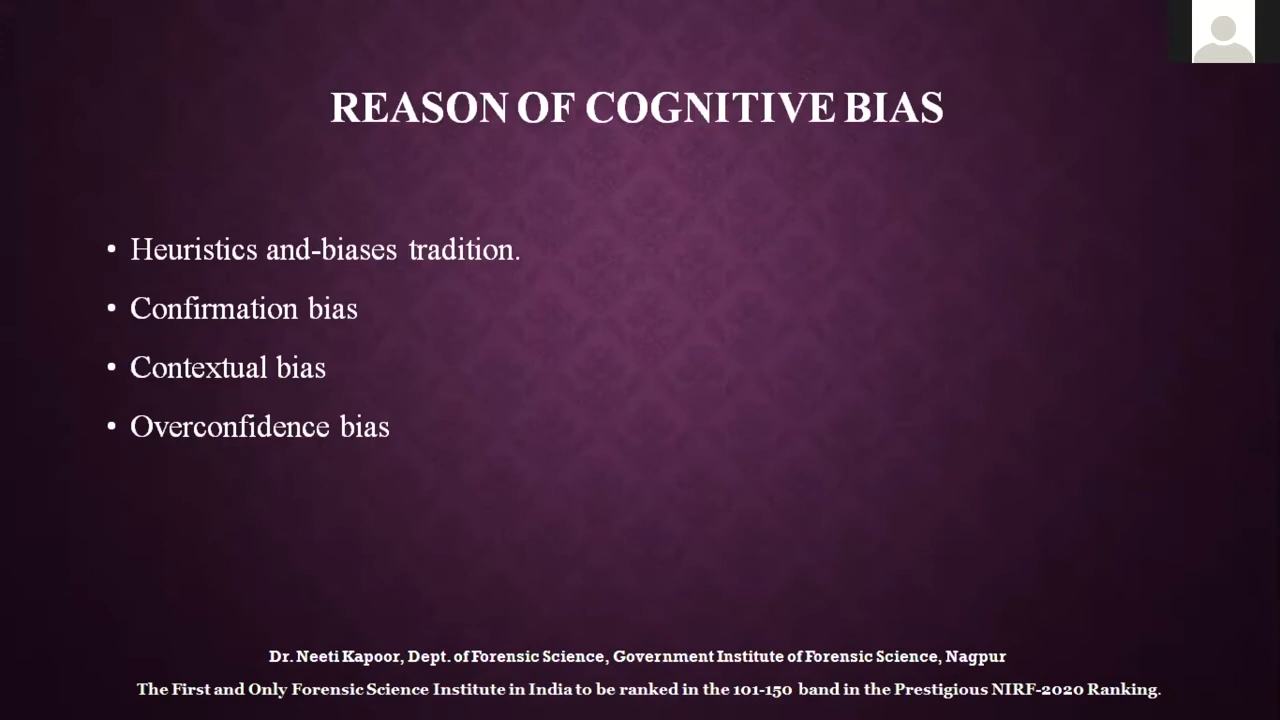 REASON OF COGNITIVE BIAS
• Heuristics and-biases tradition.
• Confirmation bias
• Contextual bias
• Overconfidence bias
Dr. Neeti Kapoor, Dept. of Forensic Science, Government Institute of Forensic Science, Nagpur
The First and Only Forensic Science Institute in India to be ranked in the 101-150 band in the Prestigious NIRF-2020 Ranking.